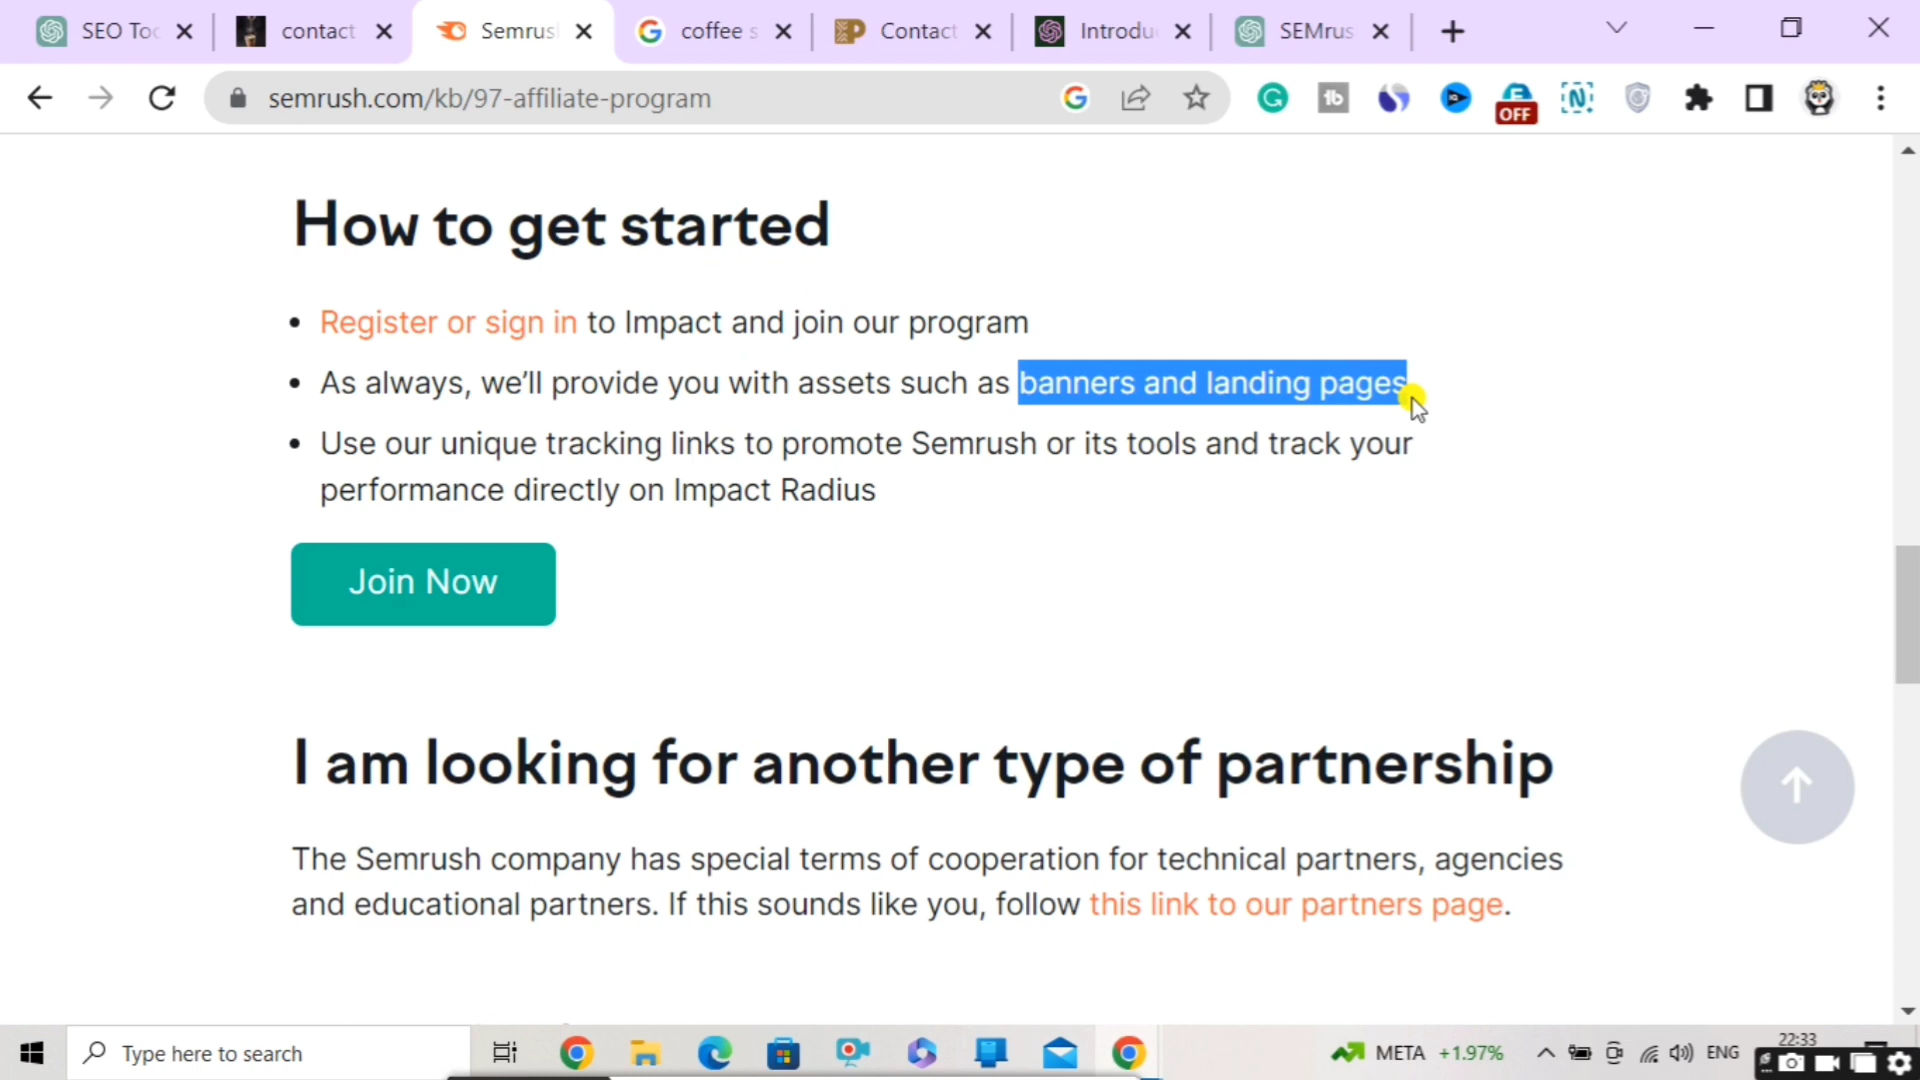 SEO Too
contact
Semrus
coffee s
Contact
Introdu
SEMrus
semrush.com/kb/97-affiliate-program
OFF
How to get started
• Register or sign in to Impact and join our program
• As always, we'll provide you with assets such as banners and landing pages
• Use our unique tracking links to promote Semrush or its tools and track your
performance directly on Impact Radius
Join Now
I am looking for another type of partnership
The Semrush company has special terms of cooperation for technical partners, agencies
and educational partners. If this sounds like you, follow this link to our partners page.
Type here to search
META +1.97%
ENG
22:33